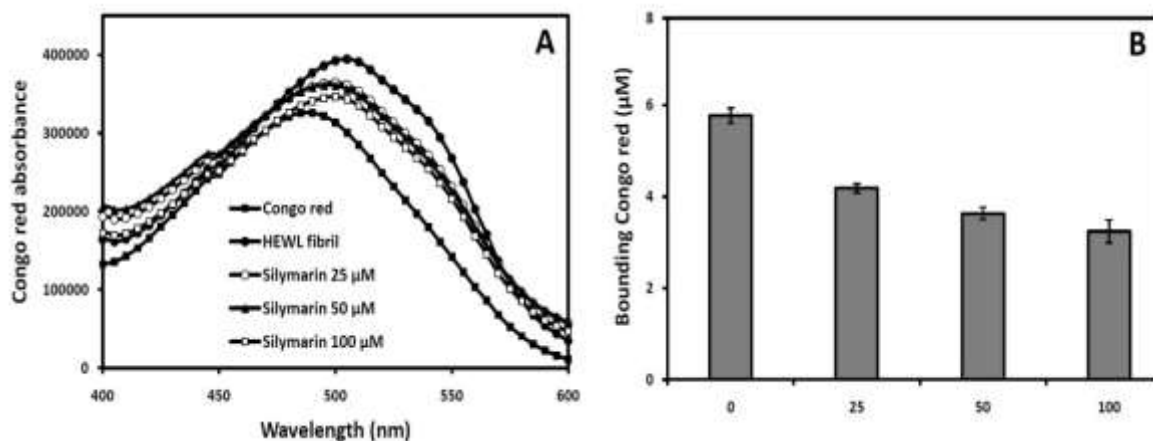 A
Congo red absorbance
400000
300000
200000
100000
0
Congo red
HEWL fibril
Silymarin 25 µM
Silymarin 50 µM
Silymarin 100 µM
400 450 500 550 600
Wavelength (nm)
B
Bounding Congo red (µM)
8
6
4
2
0
0 25 50 100